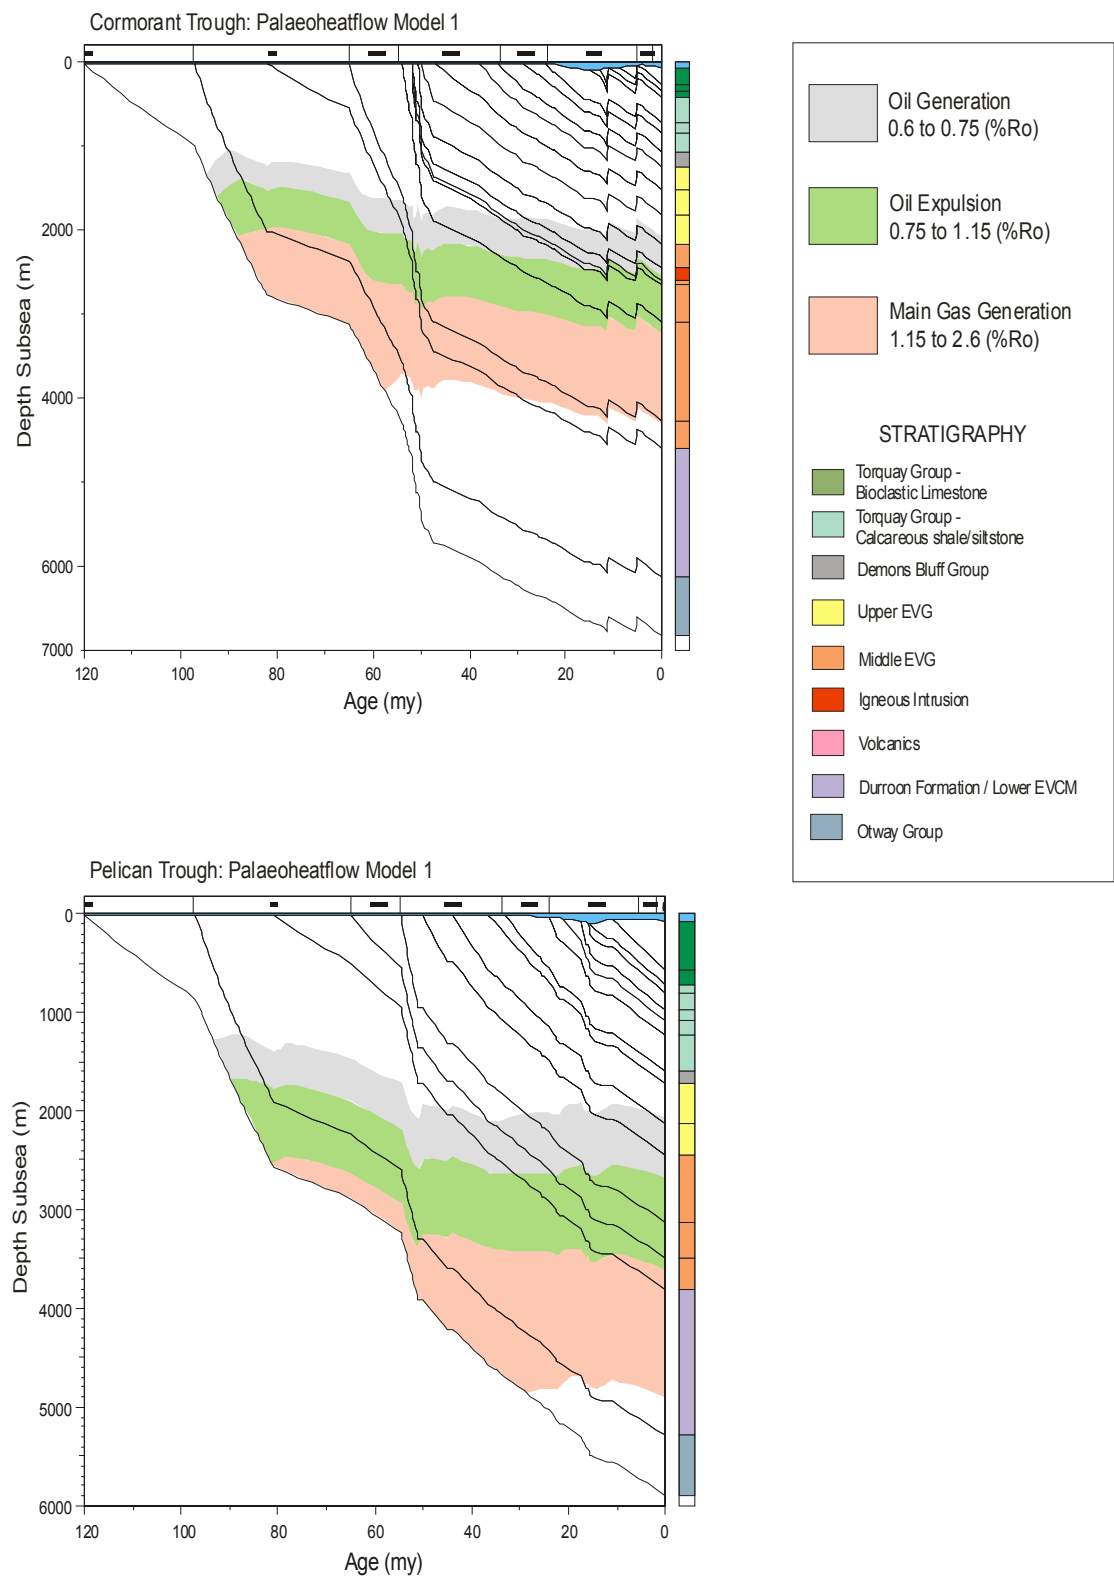 Cormorant Trough: Palaeoheatflow Model 1
0
2000
4000
6000
7000
Depth Subsea (m)
120
100
80
60
40
20
0
Age (my)
Oil Generation
0.6 to 0.75 (%Ro)
Oil Expulsion
0.75 to 1.15 (%Ro)
Main Gas Generation
1.15 to 2.6 (%Ro)
STRATIGRAPHY
Torquay Group -
Bioclastic Limestone
Torquay Group -
Calcareous shale/siltstone
Demons Bluff Group
Upper EVG
Middle EVG
Igneous Intrusion
Volcanics
Durroon Formation / Lower EVCM
Otway Group
Pelican Trough: Palaeoheatflow Model 1
0
1000
2000
3000
4000
5000
6000
Depth Subsea (m)
120
100
80
60
40
20
0
Age (my)